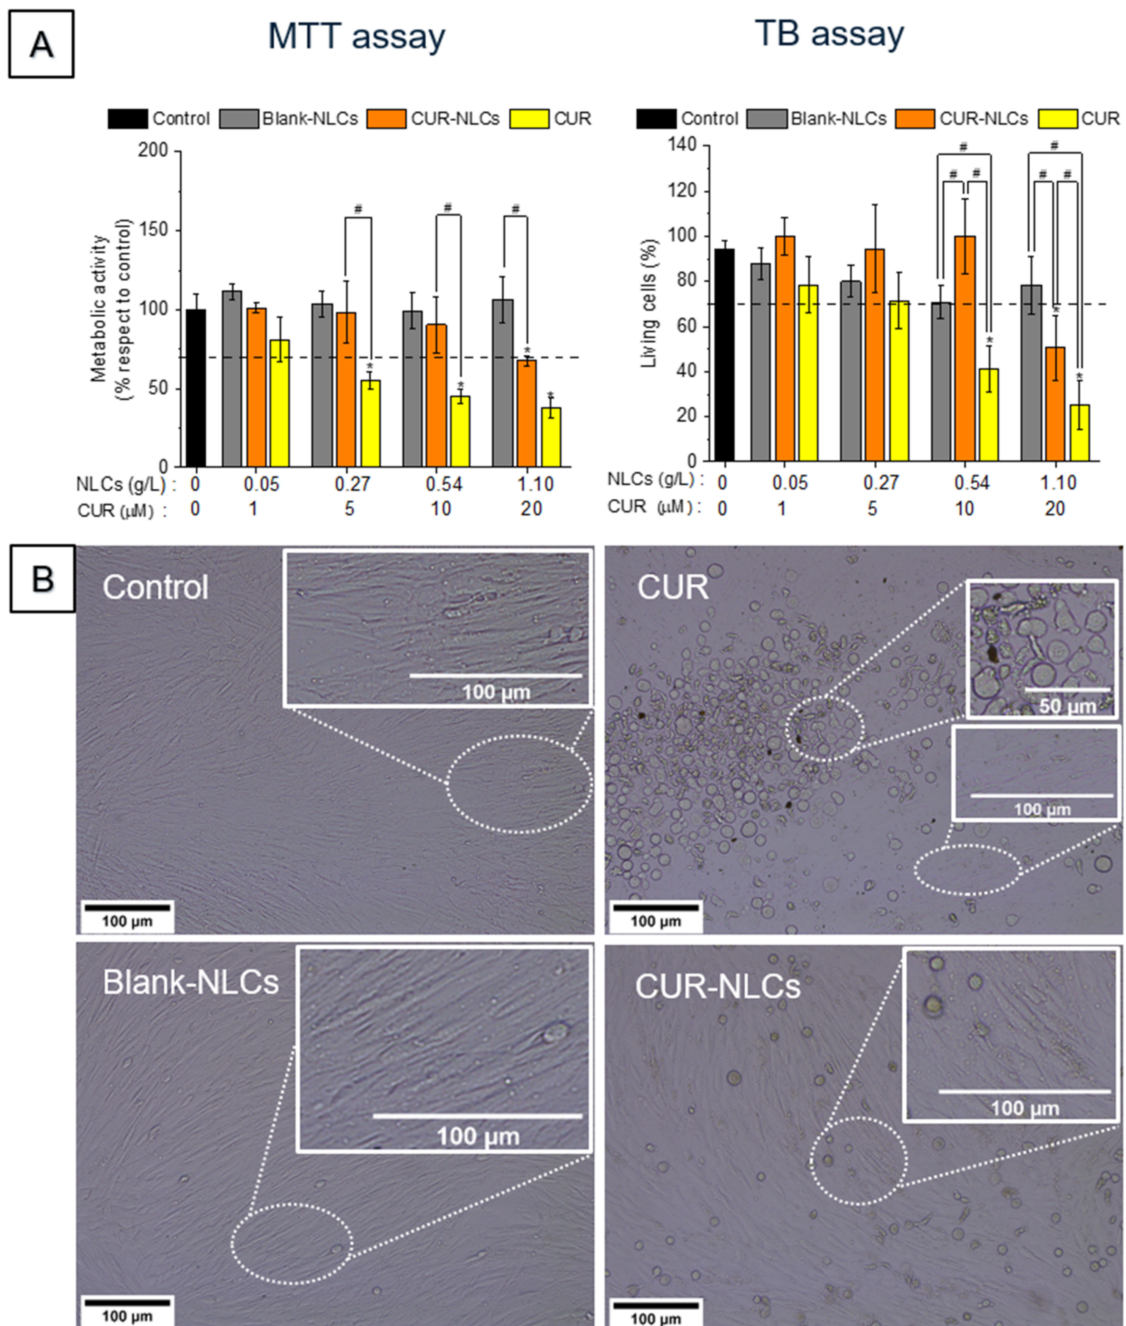 A
MTT assay
TB assay
Control Blank-NLCs CUR-NLCs CUR
Metabolic activity
(% respect to control)
200
150
100
50
0
# # #
* * * *
NLCs (g/L) : 0 0.05 0.27 0.54 1.10
CUR (µM) : 0 1 5 10 20
Control Blank-NLCs CUR-NLCs CUR
Living cells (%)
140
120
100
80
60
40
20
0
# #
# # # #
* * *
NLCs (g/L) : 0 0.05 0.27 0.54 1.10
CUR (µM) : 0 1 5 10 20
B
Control
100 µm
100 µm
CUR
50 µm
100 µm
100 µm
Blank-NLCs
100 µm
100 µm
CUR-NLCs
100 µm
100 µm